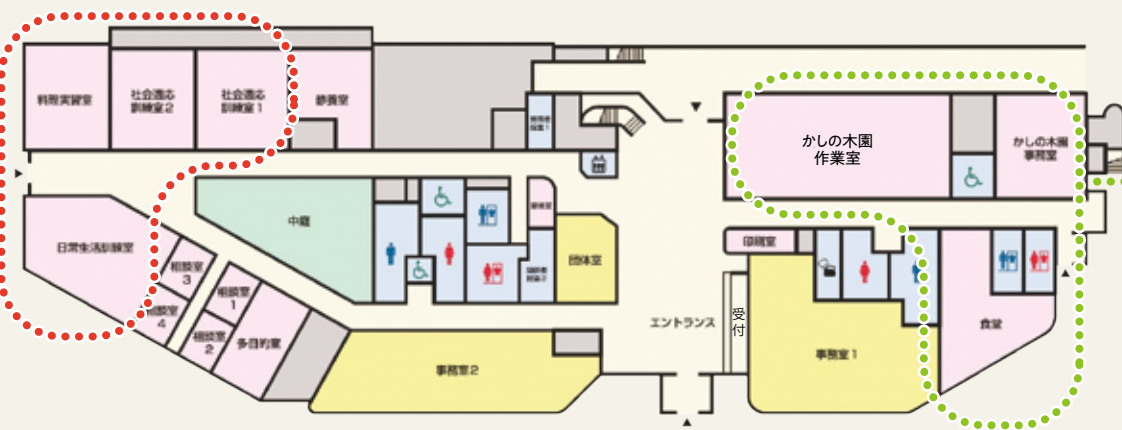 料理実習室
社会適応
訓練室2
社会適応
訓練室1
静養室
かしの木園
作業室
かしの木園
事務室
中庭
日常生活訓練室
相談室
3
相談室
4
相談室
1
相談室
2
多目的室
団体室
印刷室
エントランス
受付
事務室1
事務室2
食堂